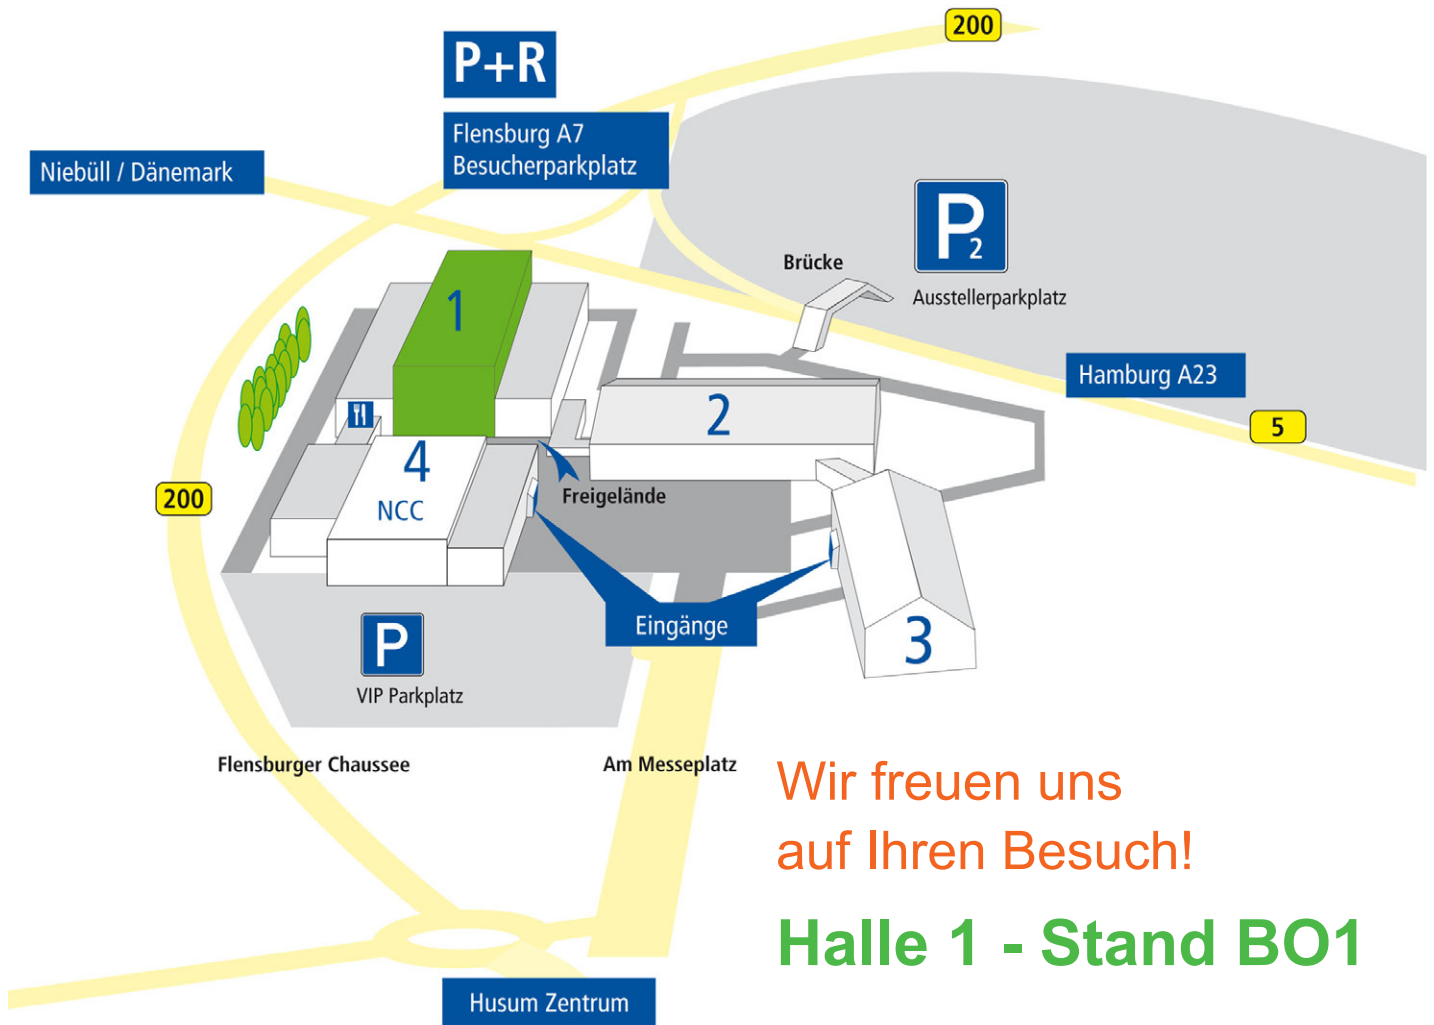 200
P+R
Flensburg A7
Besucherparkplatz
Niebüll / Dänemark
P2
Brücke
Ausstellerparkplatz
1
Hamburg A23
2
5
4
NCC
Freigelände
200
Eingänge
3
P
VIP Parkplatz
Flensburger Chaussee
Am Messeplatz
Wir freuen uns
auf Ihren Besuch!
Halle 1 - Stand BO1
Husum Zentrum